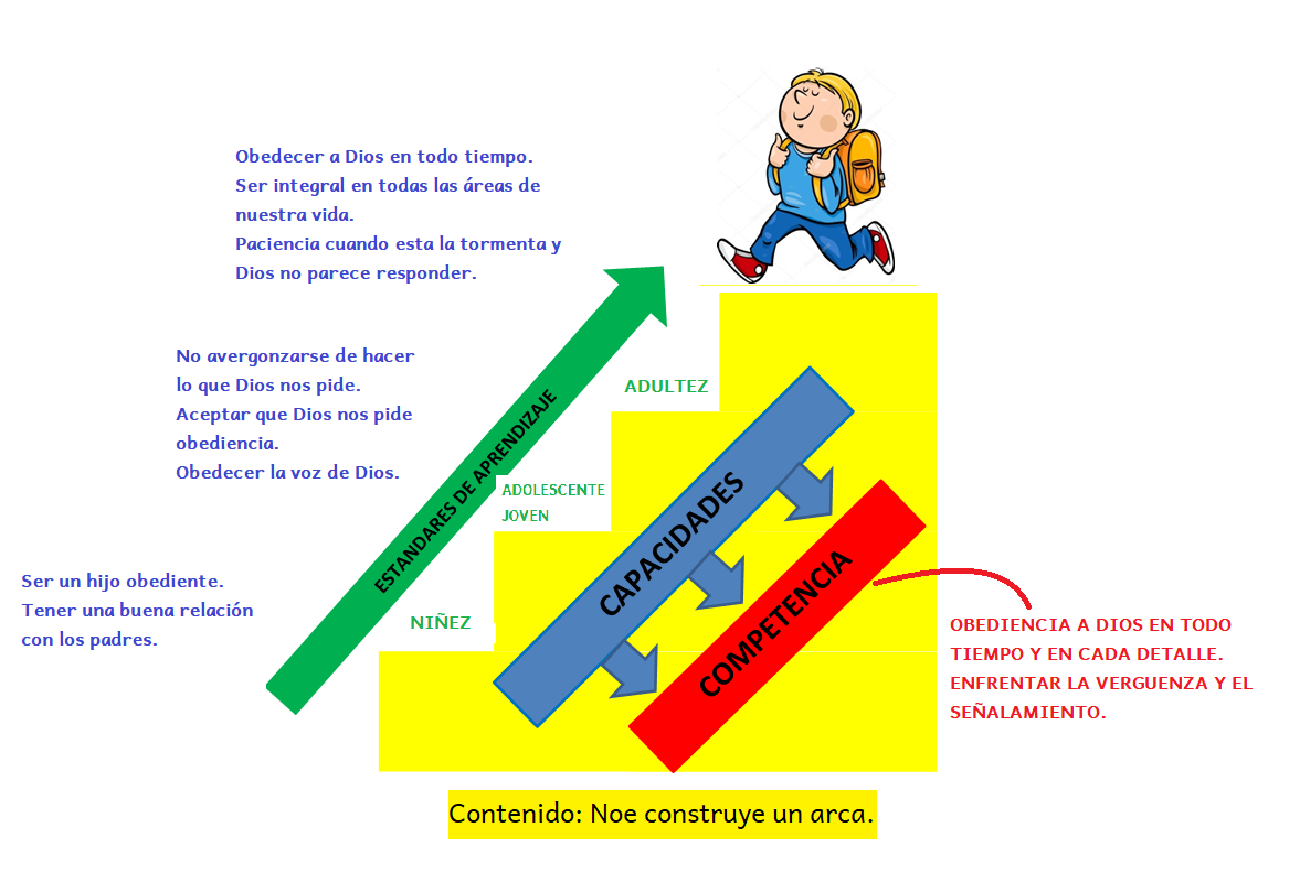 Obedecer a Dios en todo tiempo.
Ser integral en todas las áreas de
nuestra vida.
Paciencia cuando esta la tormenta y
Dios no parece responder.
No avergonzarse de hacer
lo que Dios nos pide.
Aceptar que Dios nos pide
obediencia.
Obedecer la voz de Dios.
Ser un hijo obediente.
Tener una buena relación
con los padres.
ESTANDARES DE APRENDIZAJE
ADULTEZ
ADOLESCENTE
JOVEN
NIÑEZ
CAPACIDADES
COMPETENCIA
OBEDIENCIA A DIOS EN TODO
TIEMPO Y EN CADA DETALLE.
ENFRENTAR LA VERGUENZA Y EL
SEÑALAMIENTO.
Contenido: Noe construye un arca.